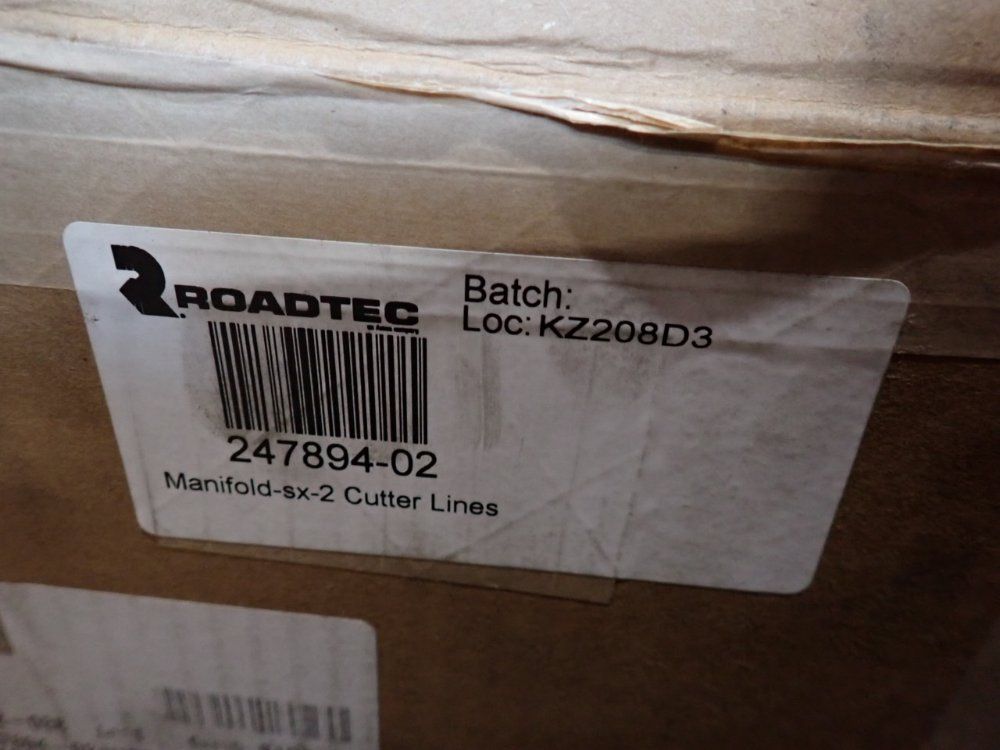 ROADTEC
Batch:
Loc: KZ208D3
247894-02
Manifold-sx-2 Cutter Lines